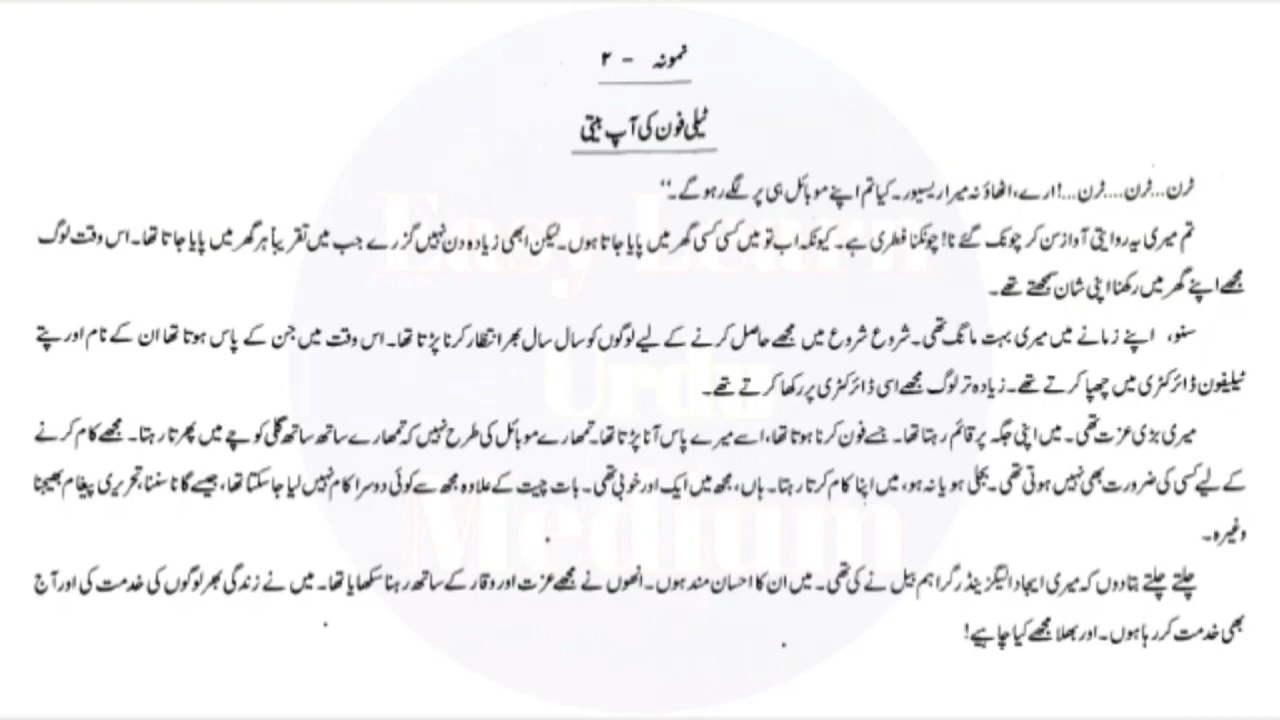 نمونہ - ۲
ٹیلی فون کی آپ بیتی
ٹرن...ٹرن....ٹرن...!ارے، اٹھاؤ نہ میرا ریسیور۔ کیا تم اپنے موبائل ہی پر لگے رہو گے۔"
تم میری یہ روایتی آواز سن کر چونک گئے نا! چونکنا فطری ہے۔ کیونکہ اب تو میں کسی کسی گھر میں پایا جاتا ہوں۔ لیکن ابھی زیادہ دن نہیں گزرے جب میں تقریباً ہر گھر میں پایا جاتا تھا۔ اس وقت لوگ
مجھے اپنے گھر میں رکھنا اپنی شان سمجھتے تھے۔
سنو، اپنے زمانے میں میری بہت مانگ تھی۔ شروع شروع میں مجھے حاصل کرنے کے لیے لوگوں کو سال سال بھر انتظار کرنا پڑتا تھا۔ اس وقت میں جن کے پاس ہوتا تھا ان کے نام اور پتے
ٹیلیفون ڈائرکٹری میں چھپا کرتے تھے۔ زیادہ تر لوگ مجھے اسی ڈائرکٹری پر رکھا کرتے تھے۔
میری بڑی عزت تھی۔ میں اپنی جگہ پر قائم رہتا تھا۔ جسے فون کرنا ہوتا تھا، اسے میرے پاس آنا پڑتا تھا۔ تمھارے موبائل کی طرح نہیں کہ تمھارے ساتھ ساتھ گلی کوچے میں پھرتا رہتا۔ مجھے کام کرنے
کے لیے کسی کی ضرورت بھی نہیں ہوتی تھی۔ بجلی ہو یا نہ ہو، میں اپنا کام کرتا رہتا۔ ہاں، مجھ میں ایک اور خوبی تھی۔ بات چیت کے علاوہ مجھ سے کوئی دوسرا کام نہیں لیا جا سکتا تھا، جیسے گانا سننا، تحریری پیغام بھیجنا
وغیرہ۔
چلتے چلتے بتادوں کہ میری ایجاد الیگزینڈر گراہم بیل نے کی تھی۔ میں ان کا احسان مند ہوں۔ انھوں نے مجھے عزت اور وقار کے ساتھ رہنا سکھایا تھا۔ میں نے زندگی بھر لوگوں کی خدمت کی اور آج
بھی خدمت کر رہا ہوں۔ اور بھلا مجھے کیا چاہیے!
Easy Learn
Urdu
Medium